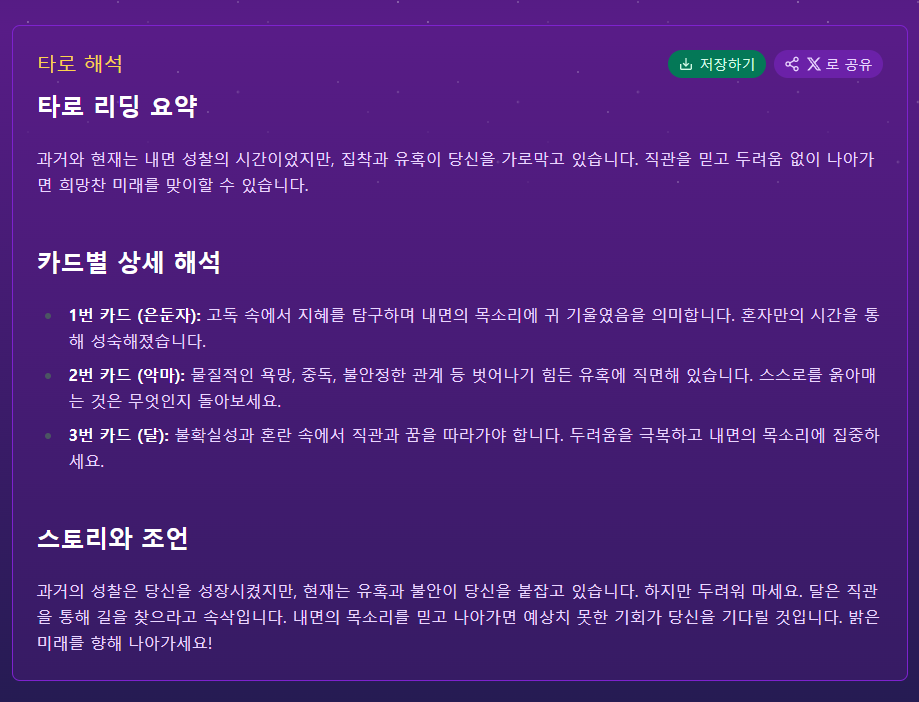 타로 해석
저장하기
X 로 공유
타로 리딩 요약
과거와 현재는 내면 성찰의 시간이었지만, 집착과 유혹이 당신을 가로막고 있습니다. 직관을 믿고 두려움 없이 나아가
면 희망찬 미래를 맞이할 수 있습니다.
카드별 상세 해석
1번 카드 (은둔자): 고독 속에서 지혜를 탐구하며 내면의 목소리에 귀 기울였음을 의미합니다. 혼자만의 시간을 통
해 성숙해졌습니다.
2번 카드 (악마): 물질적인 욕망, 중독, 불안정한 관계 등 벗어나기 힘든 유혹에 직면해 있습니다. 스스로를 옭아매
는 것은 무엇인지 돌아보세요.
3번 카드 (달): 불확실성과 혼란 속에서 직관과 꿈을 따라가야 합니다. 두려움을 극복하고 내면의 목소리에 집중하
세요.
스토리와 조언
과거의 성찰은 당신을 성장시켰지만, 현재는 유혹과 불안이 당신을 붙잡고 있습니다. 하지만 두려워 마세요. 달은 직관
을 통해 길을 찾으라고 속삭입니다. 내면의 목소리를 믿고 나아가면 예상치 못한 기회가 당신을 기다릴 것입니다. 밝은
미래를 향해 나아가세요!